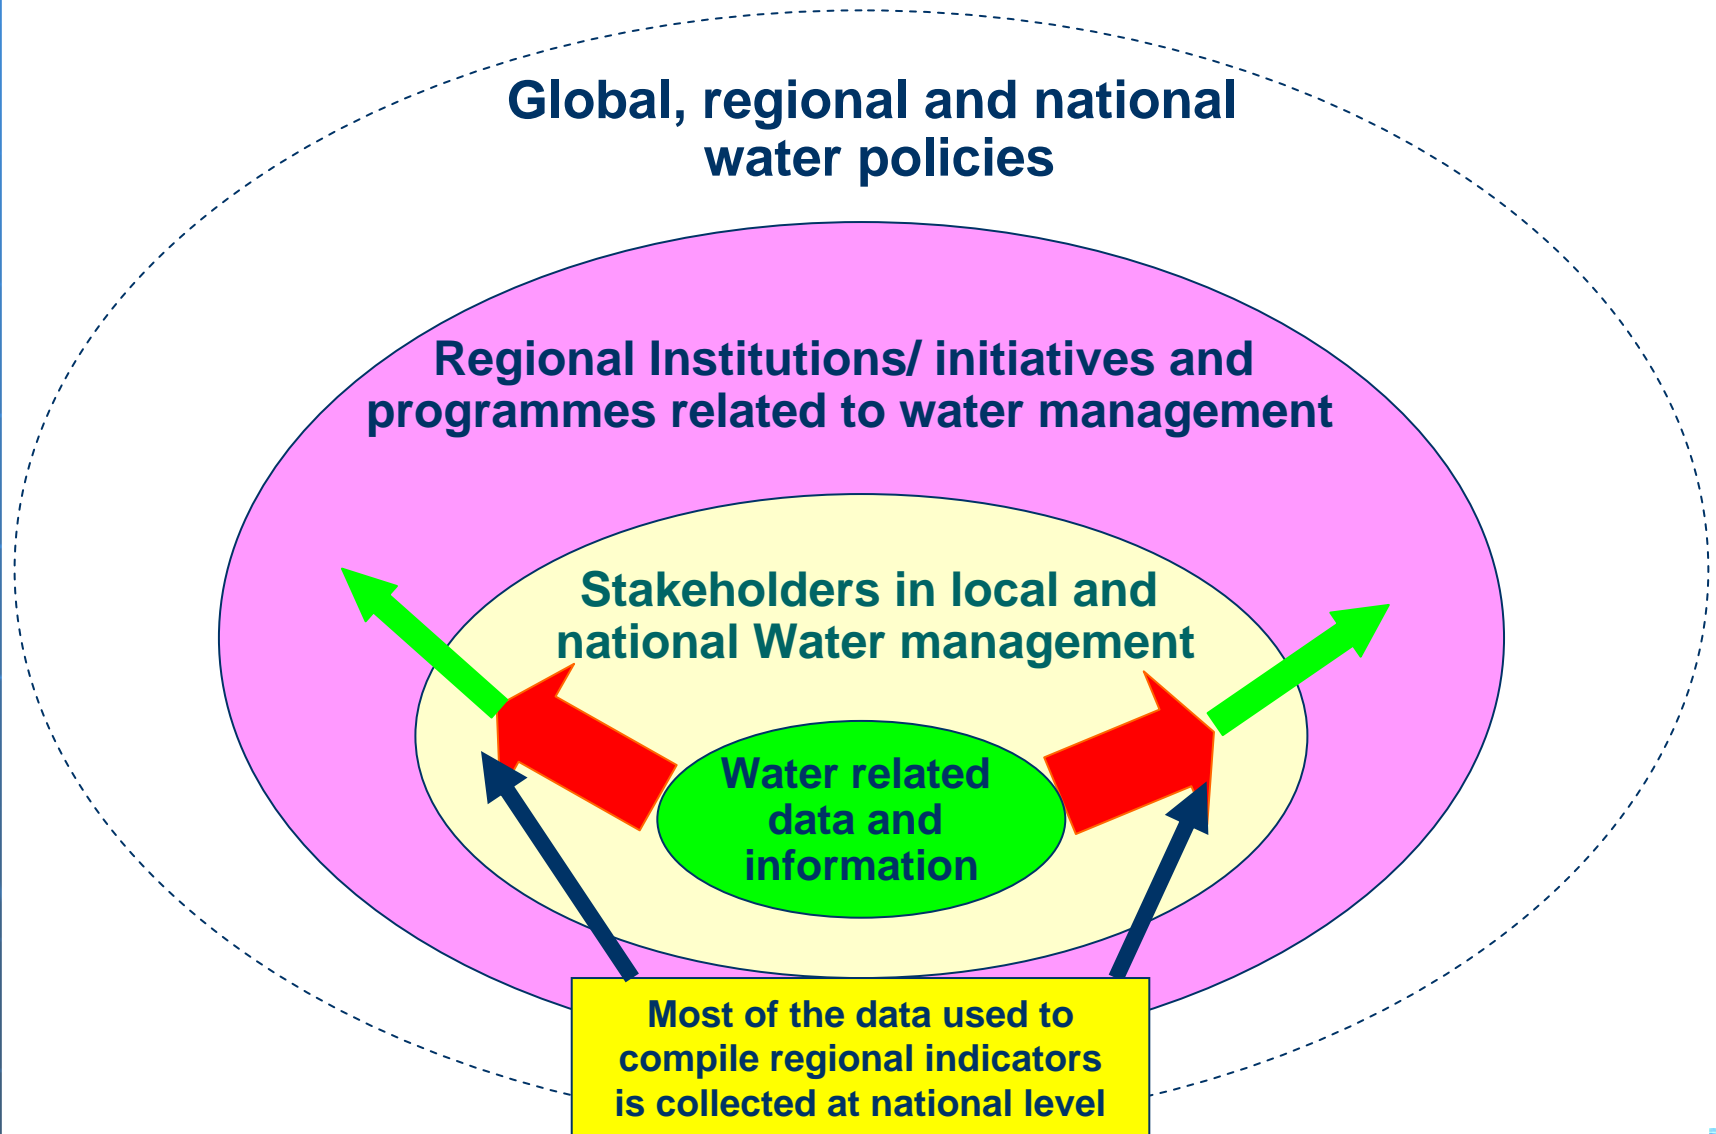 Global, regional and national
water policies
Regional Institutions/ initiatives and
programmes related to water management
Stakeholders in local and
national Water management
Water related
data and
information
Most of the data used to
compile regional indicators
is collected at national level